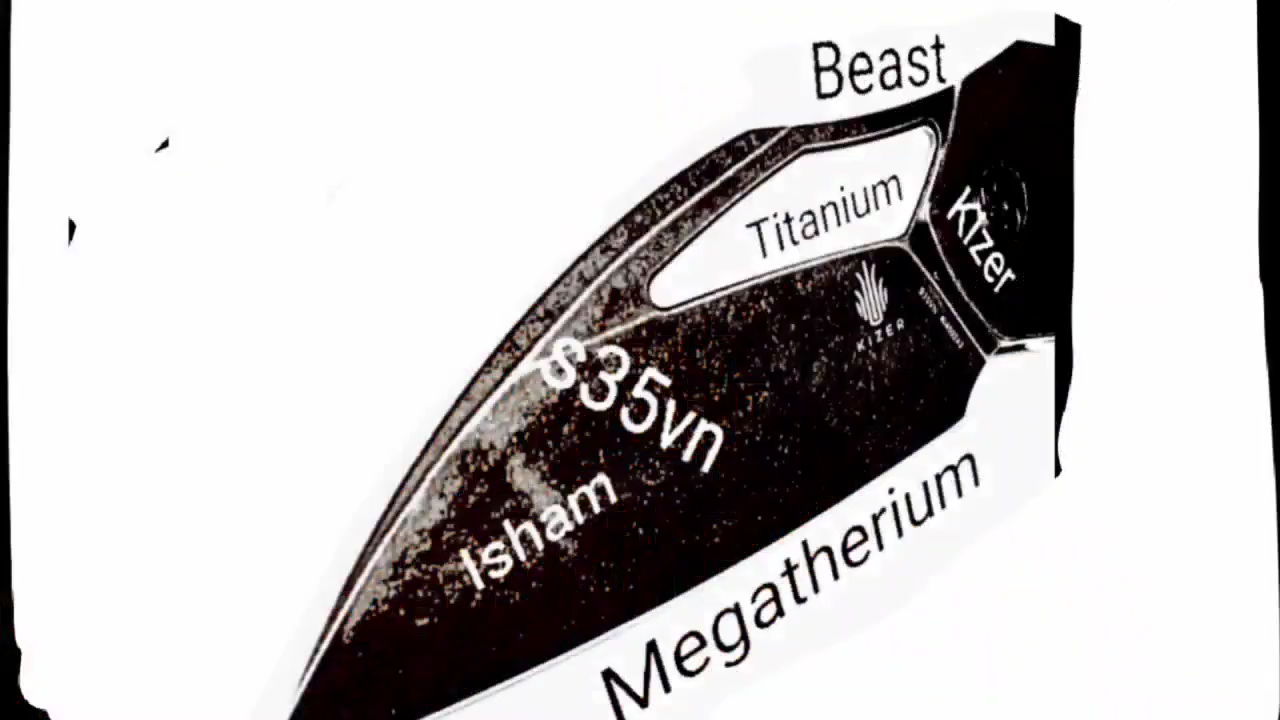 Beast
Titanium
Kizer
KIZER
S35vn
Isham
Megatherium